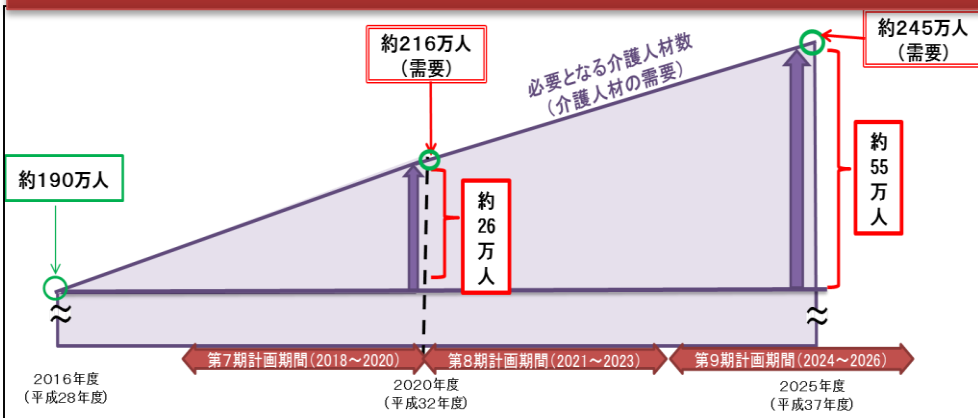 約245万人
(需要)
約216万人
(需要)
必要となる介護人材数
(介護人材の需要)
約190万人
約
55
万
人
約
26
万
人
≈
≈
第7期計画期間(2018～2020)
第8期計画期間(2021～2023)
第9期計画期間(2024～2026)
2016年度
(平成28年度)
2020年度
(平成32年度)
2025年度
(平成37年度)